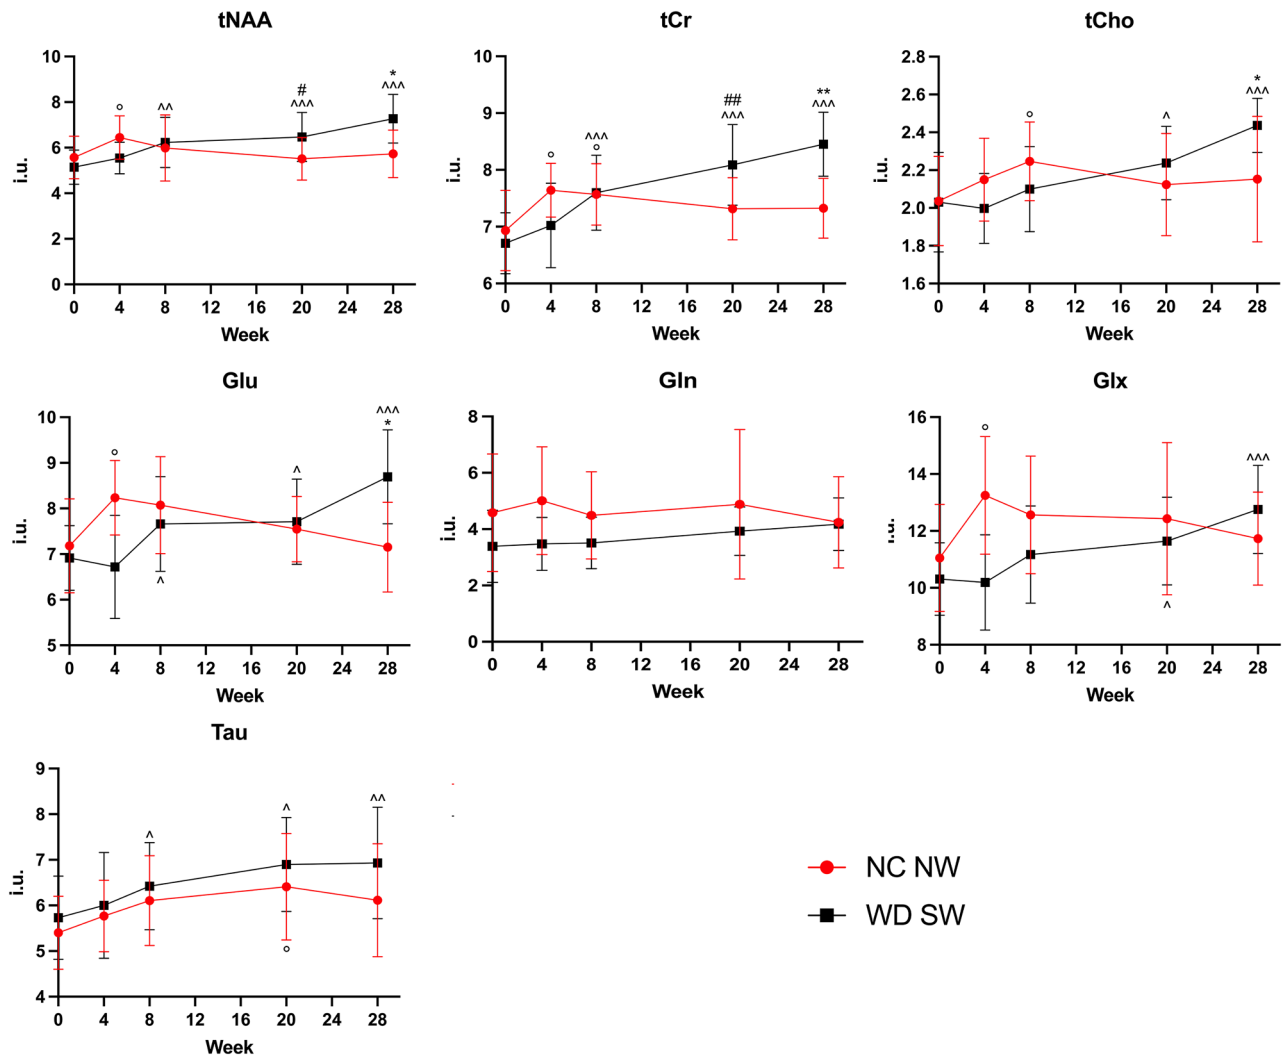 tNAA
tCr
tCho
10
8
6
4
2
0
i.u.
0 4 8 12 16 20 24 28
Week
° ^^ # ^^^ * ^^^
10
9
8
7
6
i.u.
0 4 8 12 16 20 24 28
Week
° ^^^ ° ## ^^^ ** ^^^
2.8
2.6
2.4
2.2
2.0
1.8
1.6
i.u.
0 4 8 12 16 20 24 28
Week
° ^ * ^^^
Glu
Gln
Glx
10
9
8
7
6
5
i.u.
0 4 8 12 16 20 24 28
Week
° ^ ^ ^^^ *
8
6
4
2
0
i.u.
0 4 8 12 16 20 24 28
Week
16
14
12
10
8
i.u.
0 4 8 12 16 20 24 28
Week
° ^ ^^^
Tau
9
8
7
6
5
4
i.u.
0 4 8 12 16 20 24 28
Week
^ ^ ° ^^
NC NW
WD SW